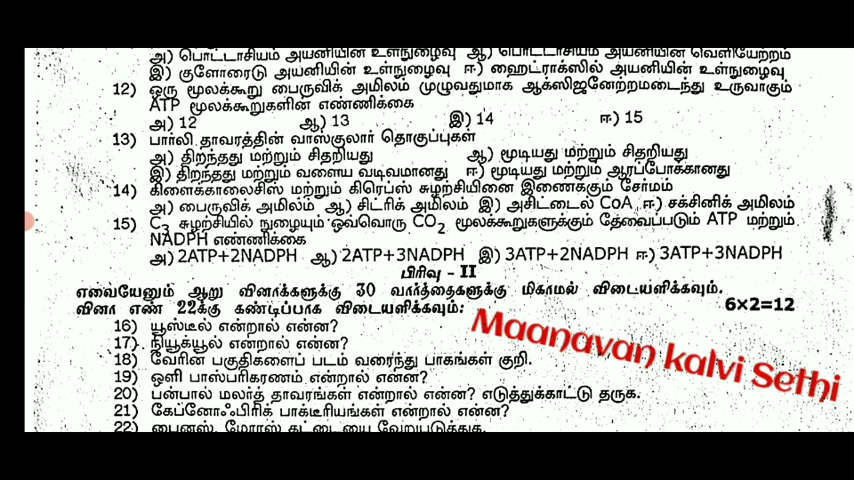 அ) பொட்டாசியம் அயனியின் உள்நுழைவு ஆ) பொட்டாசியம் அயனியின் வெளியேற்றம்
இ) குளோரைடு அயனியின் உள்நுழைவு ஈ) ஹைட்ராக்ஸில் அயனியின் உள்நுழைவு
12) ஒரு மூலக்கூறு பைருவிக் அமிலம் முழுவதுமாக ஆக்ஸிஜனேற்றமடைந்து உருவாகும்
ATP மூலக்கூறுகளின் எண்ணிக்கை
அ) 12 ஆ) 13 இ) 14 ஈ) 15
13) பார்லி தாவரத்தின் வாஸ்குலார் தொகுப்புகள்
அ) திறந்தது மற்றும் சிதறியது ஆ) மூடியது மற்றும் சிதறியது
இ) திறந்தது மற்றும் வளைய வடிவமானது ஈ) மூடியது மற்றும் ஆரப்போக்கானது
14) கிளைக்காலைசிஸ் மற்றும் கிரெப்ஸ் சுழற்சியினை இணைக்கும் சேர்மம்
அ) பைருவிக் அமிலம் ஆ) சிட்ரிக் அமிலம் இ) அசிட்டைல் CoA ஈ) சக்சினிக் அமிலம்
15) C3 சுழற்சியில் நுழையும் ஒவ்வொரு CO2 மூலக்கூறுகளுக்கும் தேவைப்படும் ATP மற்றும்
NADPH எண்ணிக்கை
அ) 2ATP+2NADPH ஆ) 2ATP+3NADPH இ) 3ATP+2NADPH ஈ) 3ATP+3NADPH
பிரிவு - II
எவையேனும் ஆறு வினாக்களுக்கு 30 வார்த்தைகளுக்கு மிகாமல் விடையளிக்கவும்.
வினா எண் 22க்கு கண்டிப்பாக விடையளிக்கவும். 6x2=12
16) யூஸ்டீல் என்றால் என்ன?
17) நியூக்யூல் என்றால் என்ன?
18) வேரின் பகுதிகளைப் படம் வரைந்து பாகங்கள் குறி.
19) ஒளி பாஸ்பரிகரணம் என்றால் என்ன?
20) பன்பால் மலர்த் தாவரங்கள் என்றால் என்ன? எடுத்துக்காட்டு தருக.
21) கேப்னோஃபிரிக் பாக்டீரியங்கள் என்றால் என்ன?
22) பைனஸ், மோரஸ் கட்டையை வேறுபடுத்துக.
Maanavan kalvi Sethi